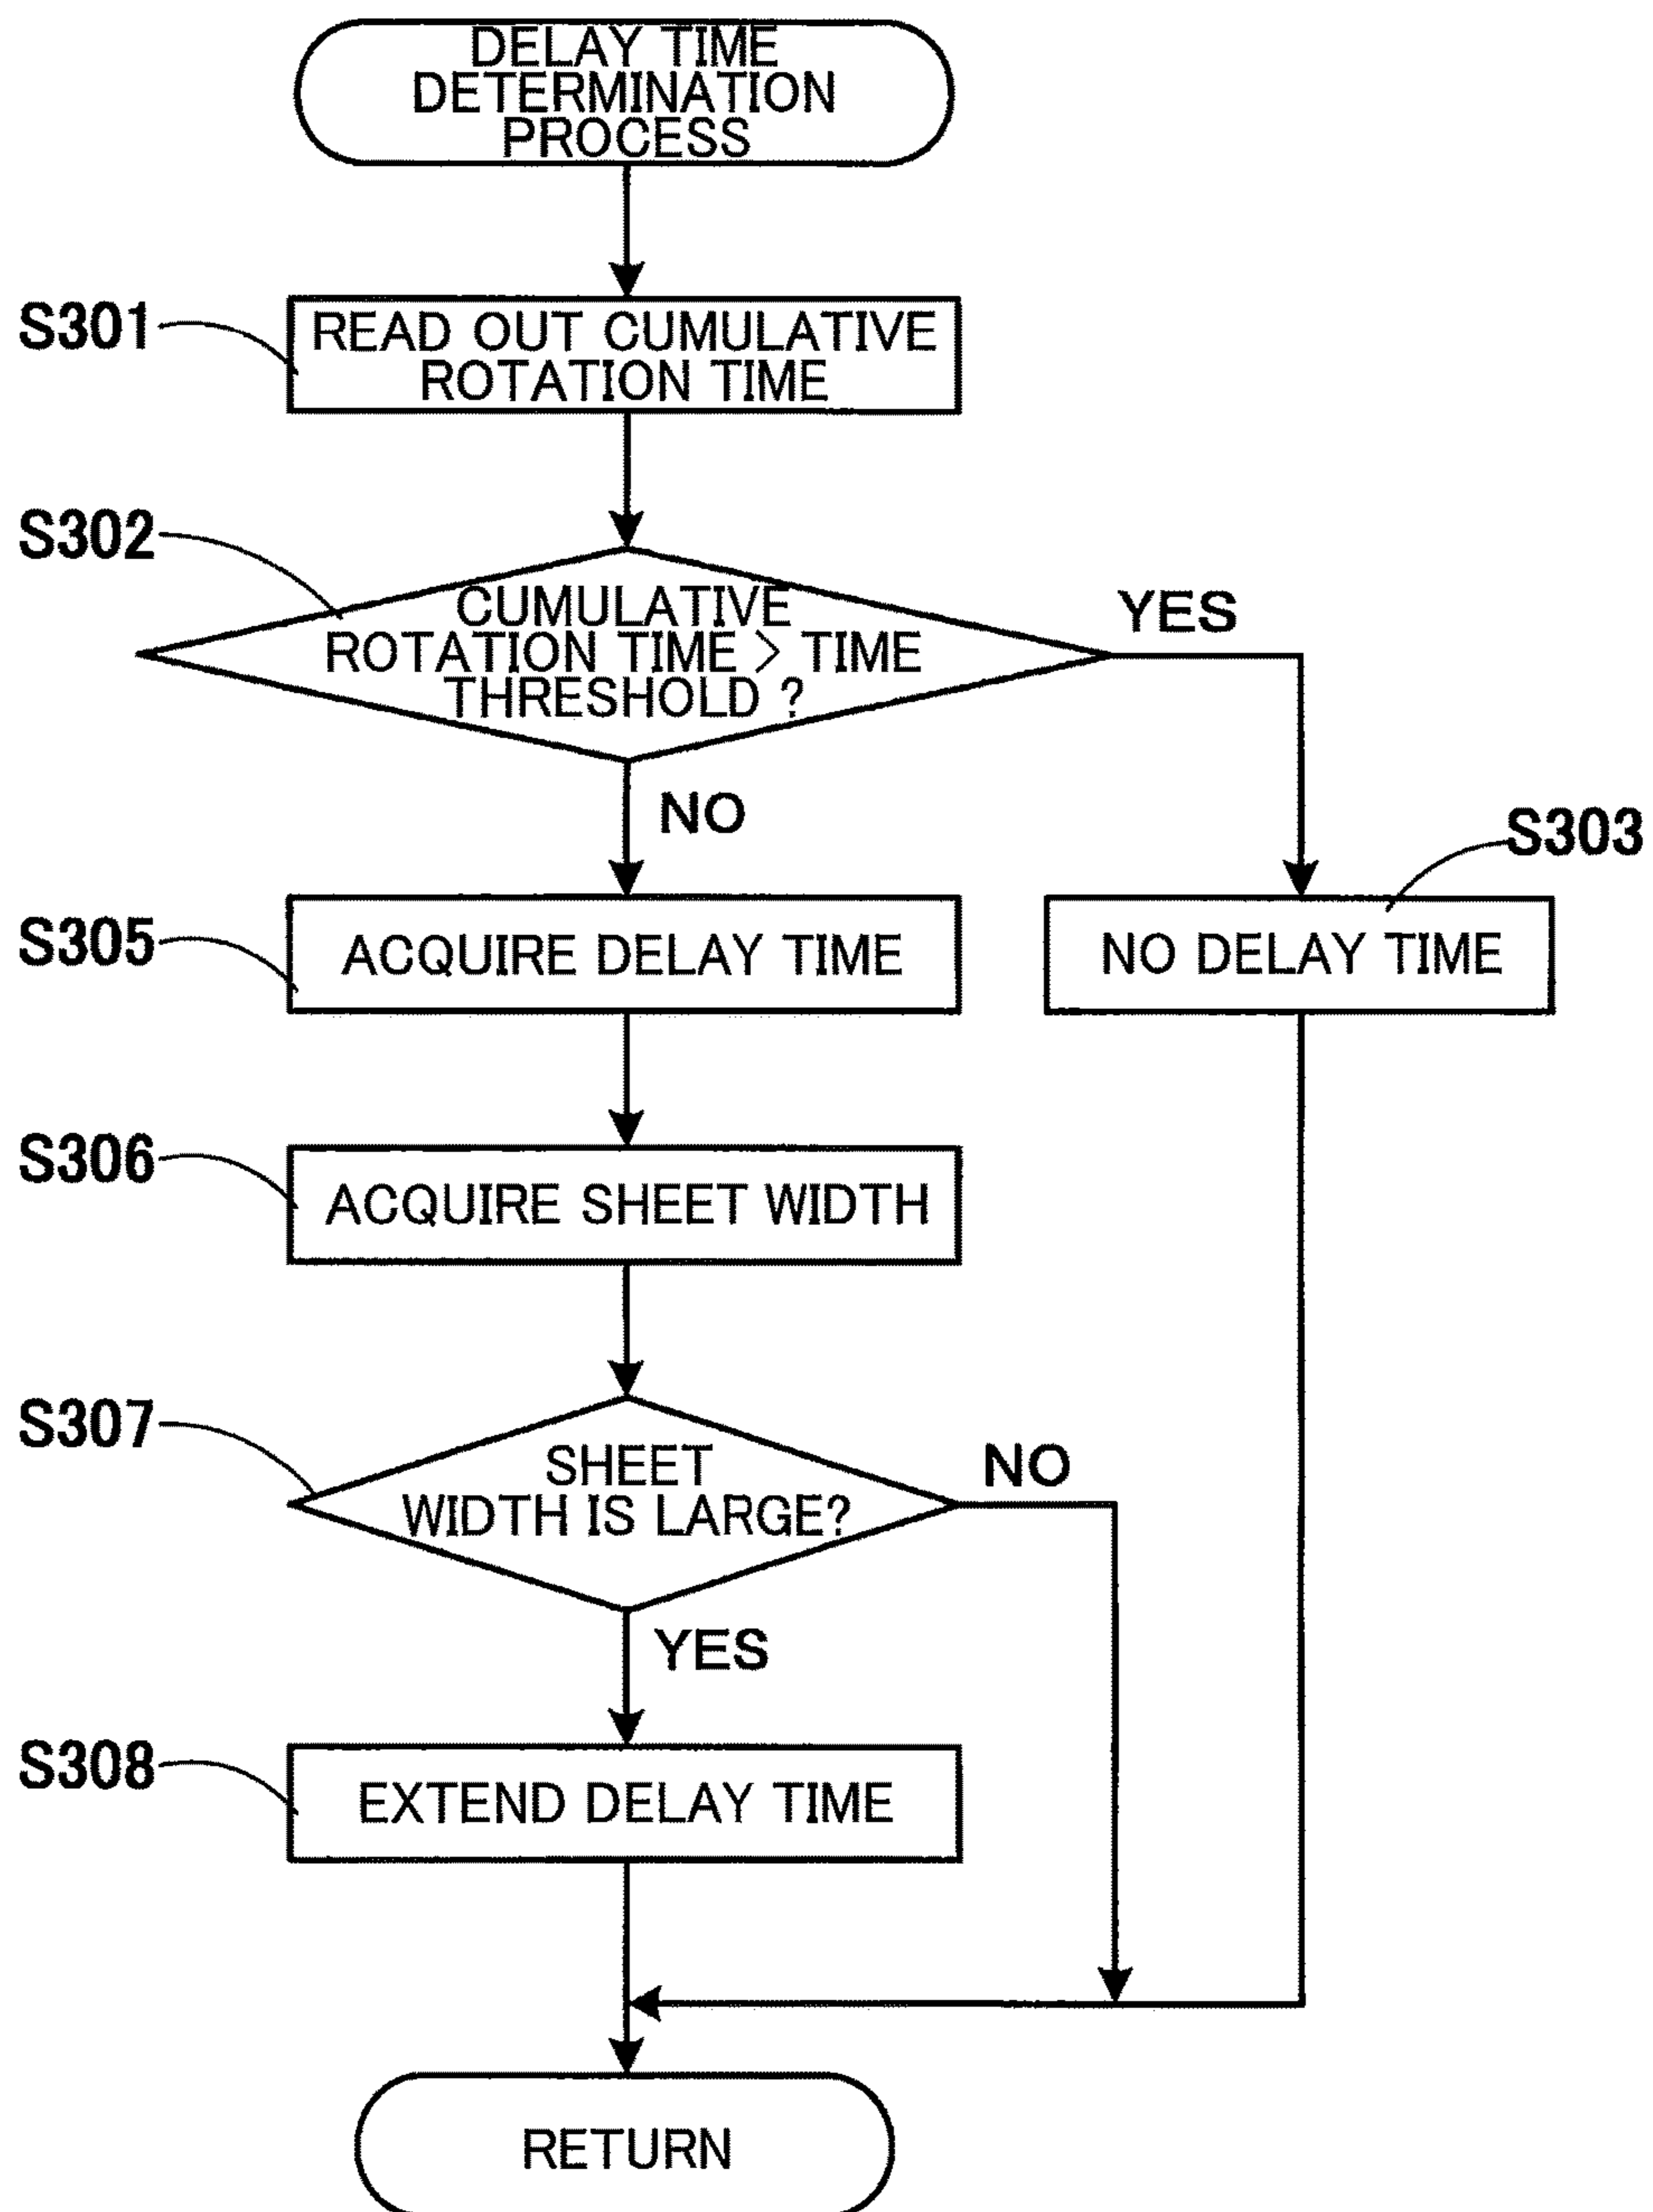 DELAY TIME
DETERMINATION
PROCESS
S301
READ OUT CUMULATIVE
ROTATION TIME
S302
CUMULATIVE
ROTATION TIME > TIME
THRESHOLD ?
YES
NO
S303
S305
ACQUIRE DELAY TIME
NO DELAY TIME
S306
ACQUIRE SHEET WIDTH
S307
SHEET
WIDTH IS LARGE?
NO
YES
S308
EXTEND DELAY TIME
RETURN